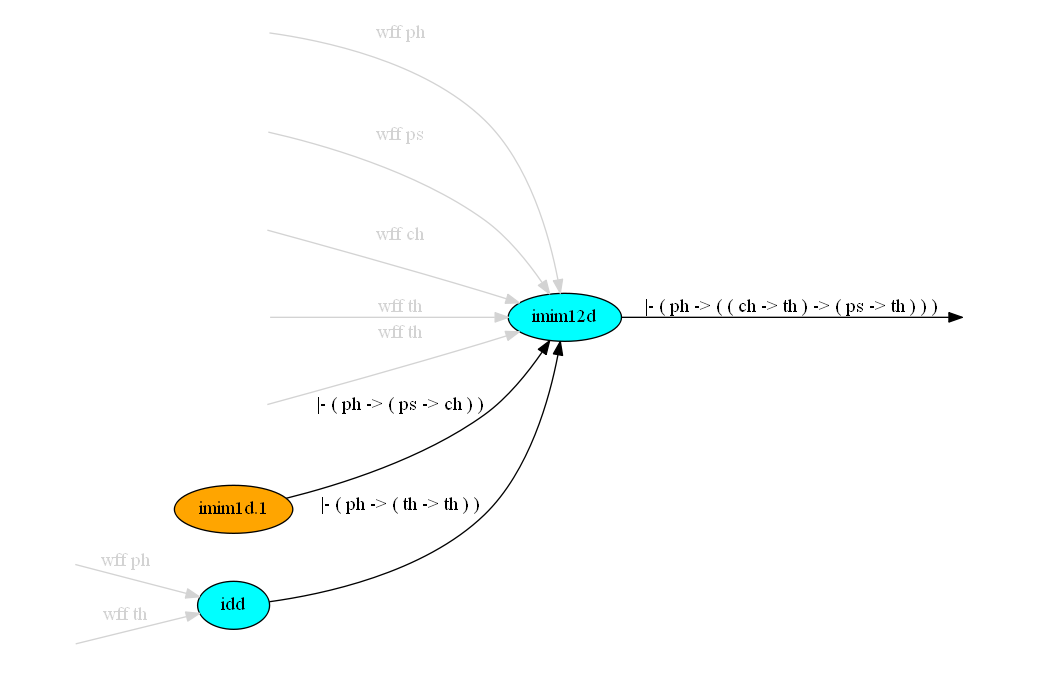 wff ph
wff ps
wff ch
wff th
imim12d
|- ( ph -> ( ( ch -> th ) -> ( ps -> th ) ) )
wff th
|- ( ph -> ( ps -> ch ) )
imim1d.1
|- ( ph -> ( th -> th ) )
wff ph
idd
wff th